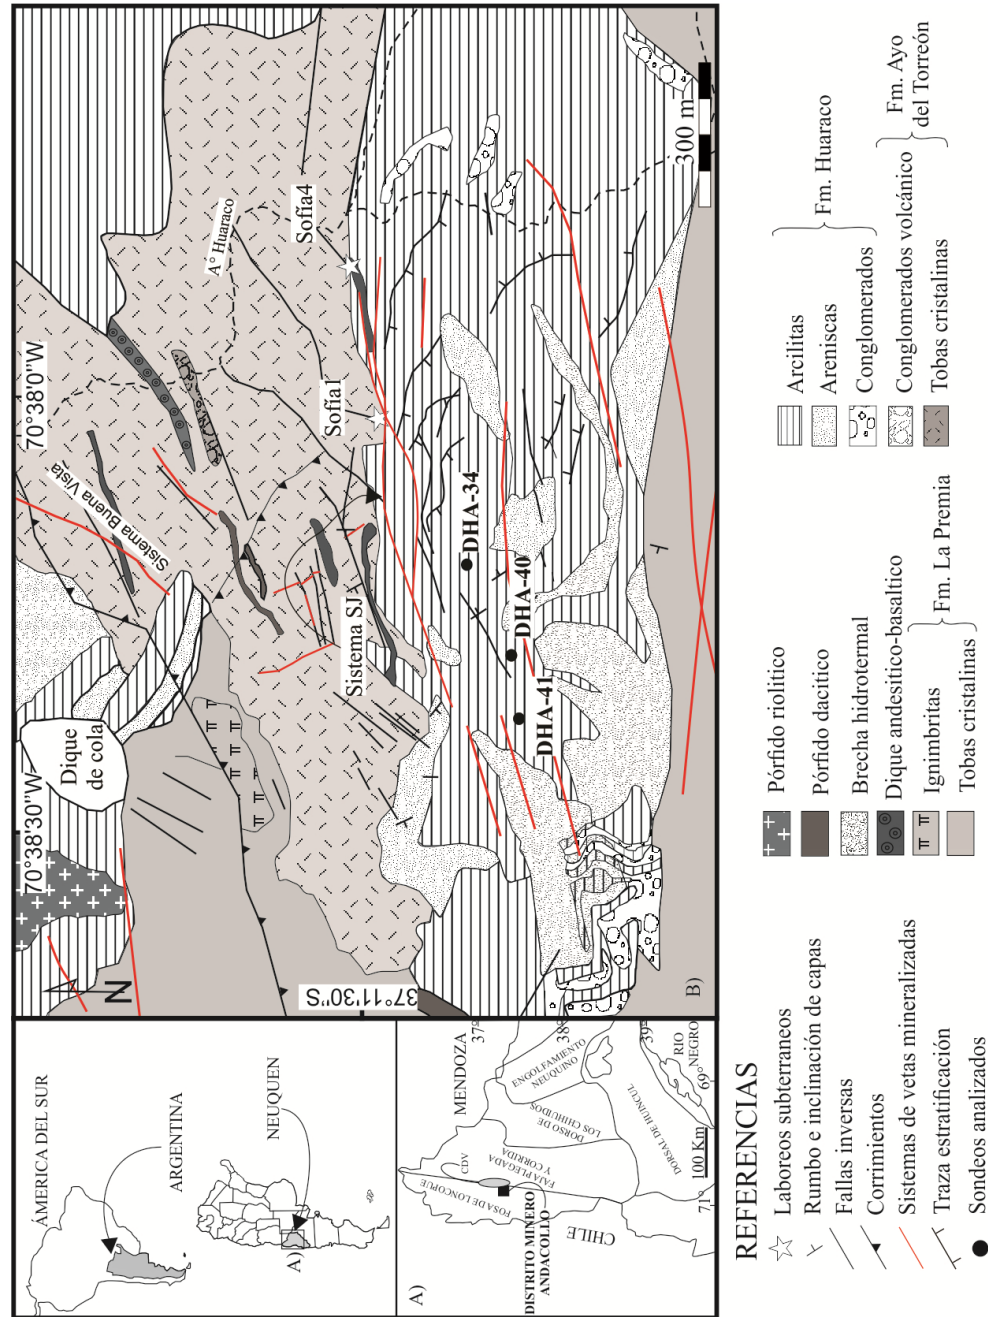 ÁMERICA DEL SUR
ARGENTINA
NEUQUEN
A)
A)
MENDOZA
37°
38°
39°
ENGOLFAMIENTO
NEUQUINO
DORSO DE
LOS CHIHUIDOS
FAJA PLEGADA
Y CORRIDA
FOSA DE LONCOPUE
CDV
DORSAL DE HUINCUL
RIO
NEGRO
69°
71°
100 Km
CHILE
DISTRITO MINERO
ANDACOLLO
B)
N
70°38'30"W
70°38'0"W
37°11'30"S
Dique
de cola
Sistema Buena Vista
A° Huaraco
Sofia4
Sofia1
Sistema SJ
DHA-34
DHA-40
DHA-41
300 m
REFERENCIAS
Laboreos subterraneos
Rumbo e inclinación de capas
Fallas inversas
Corrimientos
Sistemas de vetas mineralizadas
Traza estratificación
Sondeos analizados
Pórfido riolitico
Pórfido dacitico
Brecha hidrotermal
Dique andesitico-basaltico
Ignimbritas
Tobas cristalinas
Fm. La Premia
Arcilitas
Areniscas
Conglomerados
Fm. Huaraco
Conglomerados volcánico
Tobas cristalinas
Fm. Ayo
del Torreón